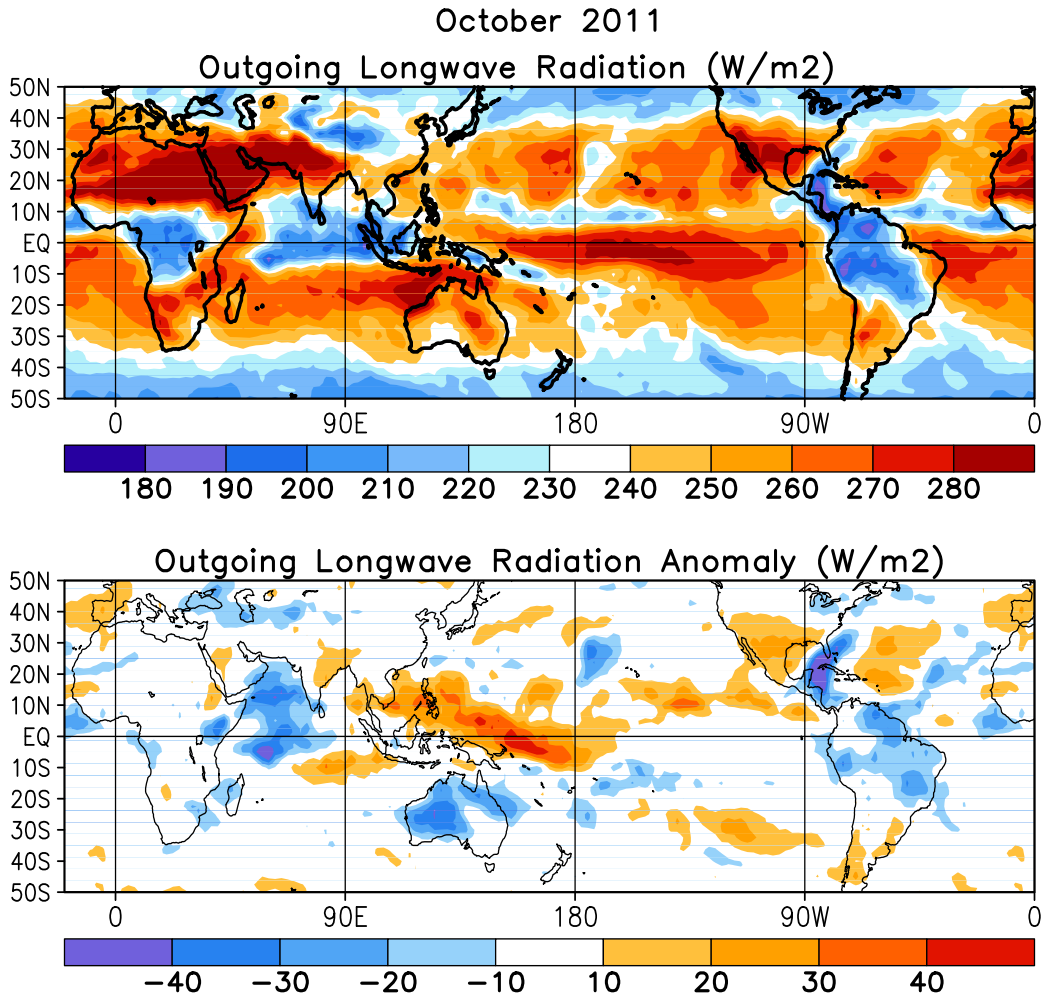 October 2011
Outgoing Longwave Radiation (W/m2)
50N
40N
30N
20N
10N
EQ
10S
20S
30S
40S
50S
0 90E 180 90W 0
180 190 200 210 220 230 240 250 260 270 280
Outgoing Longwave Radiation Anomaly (W/m2)
50N
40N
30N
20N
10N
EQ
10S
20S
30S
40S
50S
0 90E 180 90W 0
−40 −30 −20 −10 10 20 30 40